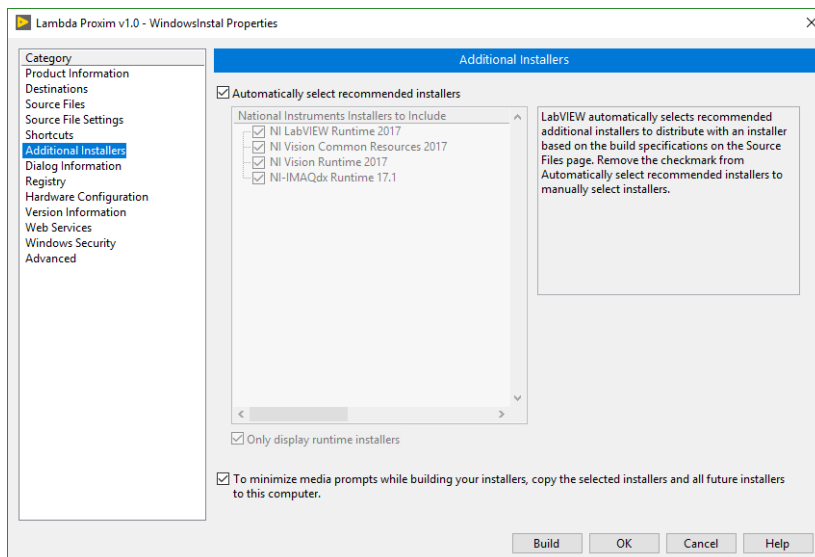 Lambda Proxim v1.0 - WindowsInstal Properties
Category
Product Information
Destinations
Source Files
Source File Settings
Shortcuts
Additional Installers
Dialog Information
Registry
Hardware Configuration
Version Information
Web Services
Windows Security
Advanced
Additional Installers
Automatically select recommended installers
National Instruments Installers to Include
NI LabVIEW Runtime 2017
NI Vision Common Resources 2017
NI Vision Runtime 2017
NI-IMAQdx Runtime 17.1
Only display runtime installers
LabVIEW automatically selects recommended
additional installers to distribute with an installer
based on the build specifications on the Source
Files page. Remove the checkmark from
Automatically select recommended installers to
manually select installers.
To minimize media prompts while building your installers, copy the selected installers and all future installers
to this computer.
Build
OK
Cancel
Help